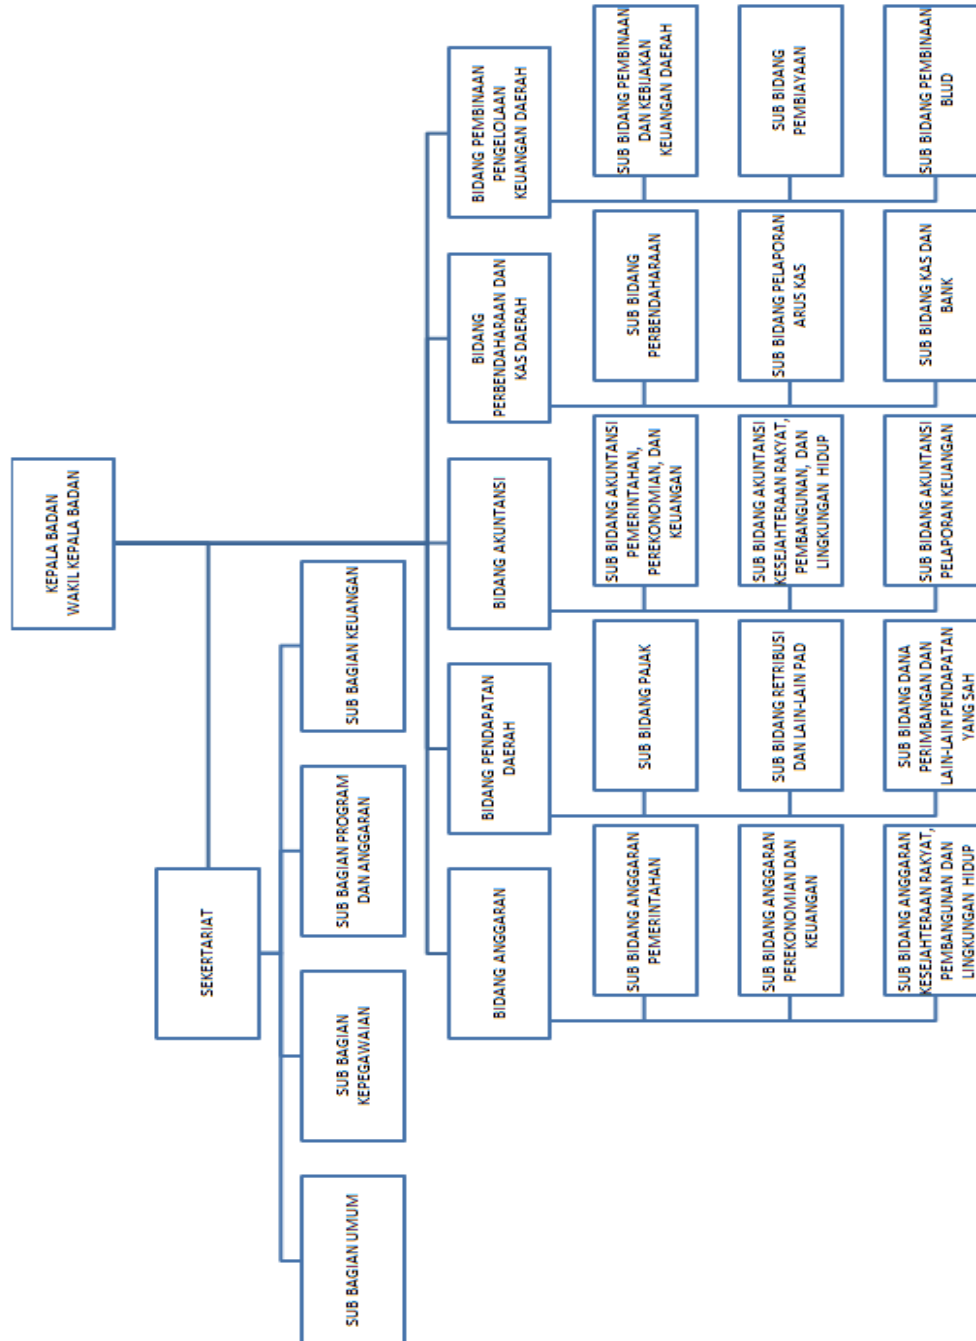 KEPALA BADAN
WAKIL KEPALA BADAN
SEKERTARIAT
SUB BAGIAN UMUM
SUB BAGIAN
KEPEGAWAIAN
SUB BAGIAN PROGRAM
DAN ANGGARAN
SUB BAGIAN KEUANGAN
BIDANG ANGGARAN
BIDANG PENDAPATAN
DAERAH
BIDANG AKUNTANSI
BIDANG
PERBENDAHARAAN DAN
KAS DAERAH
BIDANG PEMBINAAN
PENGELOLAAN
KEUANGAN DAERAH
SUB BIDANG ANGGARAN
PEMERINTAHAN
SUB BIDANG PAJAK
SUB BIDANG AKUNTANSI
PEMERINTAHAN,
PEREKONOMIAN, DAN
KEUANGAN
SUB BIDANG
PERBENDAHARAAN
SUB BIDANG PEMBINAAN
DAN KEBIJAKAN
KEUANGAN DAERAH
SUB BIDANG ANGGARAN
PEREKONOMIAN DAN
KEUANGAN
SUB BIDANG RETRIBUSI
DAN LAIN-LAIN PAD
SUB BIDANG AKUNTANSI
KESEJAHTERAAN RAKYAT,
PEMBANGUNAN, DAN
LINGKUNGAN HIDUP
SUB BIDANG PELAPORAN
ARUS KAS
SUB BIDANG
PEMBIAYAAN
SUB BIDANG ANGGARAN
KESEJAHTERAAN RAKYAT,
PEMBANGUNAN DAN
LINGKUNGAN HIDUP
SUB BIDANG DANA
PERIMBANGAN DAN
LAIN-LAIN PENDAPATAN
YANG SAH
SUB BIDANG AKUNTANSI
PELAPORAN KEUANGAN
SUB BIDANG KAS DAN
BANK
SUB BIDANG PEMBINAAN
BLUD